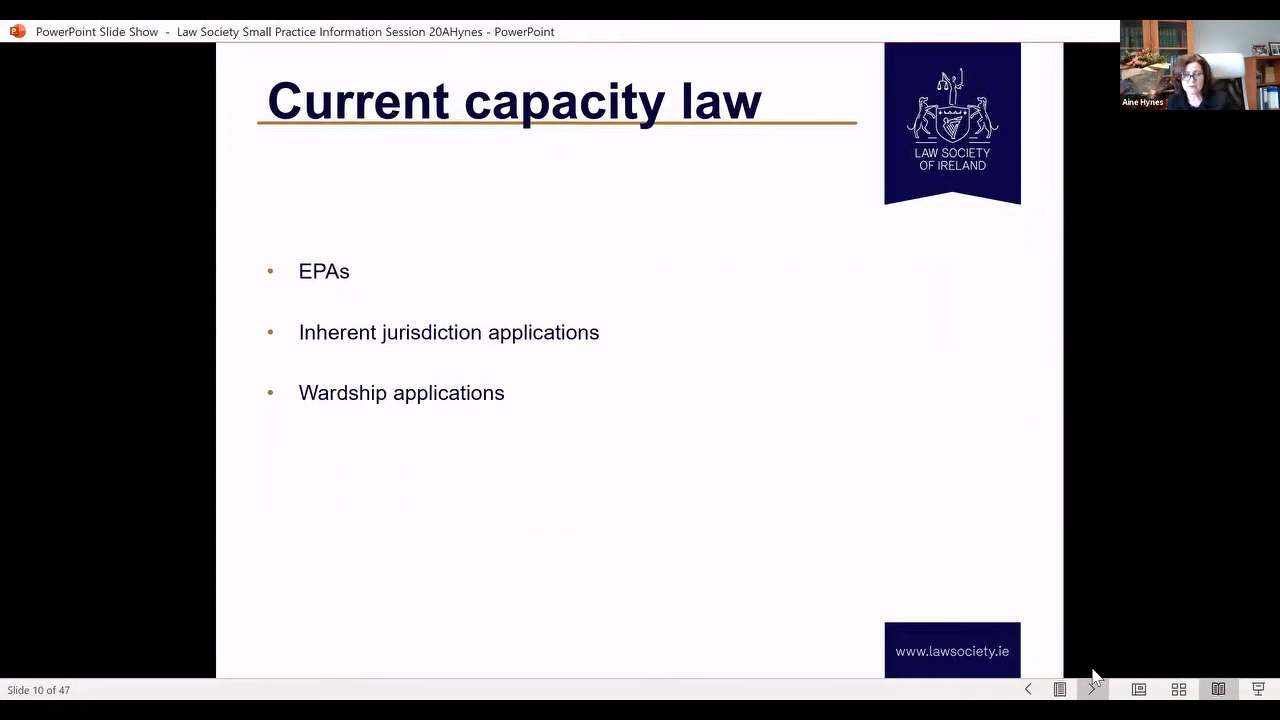 PowerPoint Slide Show - Law Society Small Practice Information Session 20AHynes - PowerPoint
Aine Hynes
Current capacity law
LAW SOCIETY
OF IRELAND
• EPAs
• Inherent jurisdiction applications
• Wardship applications
www.lawsociety.ie
Slide 10 of 47